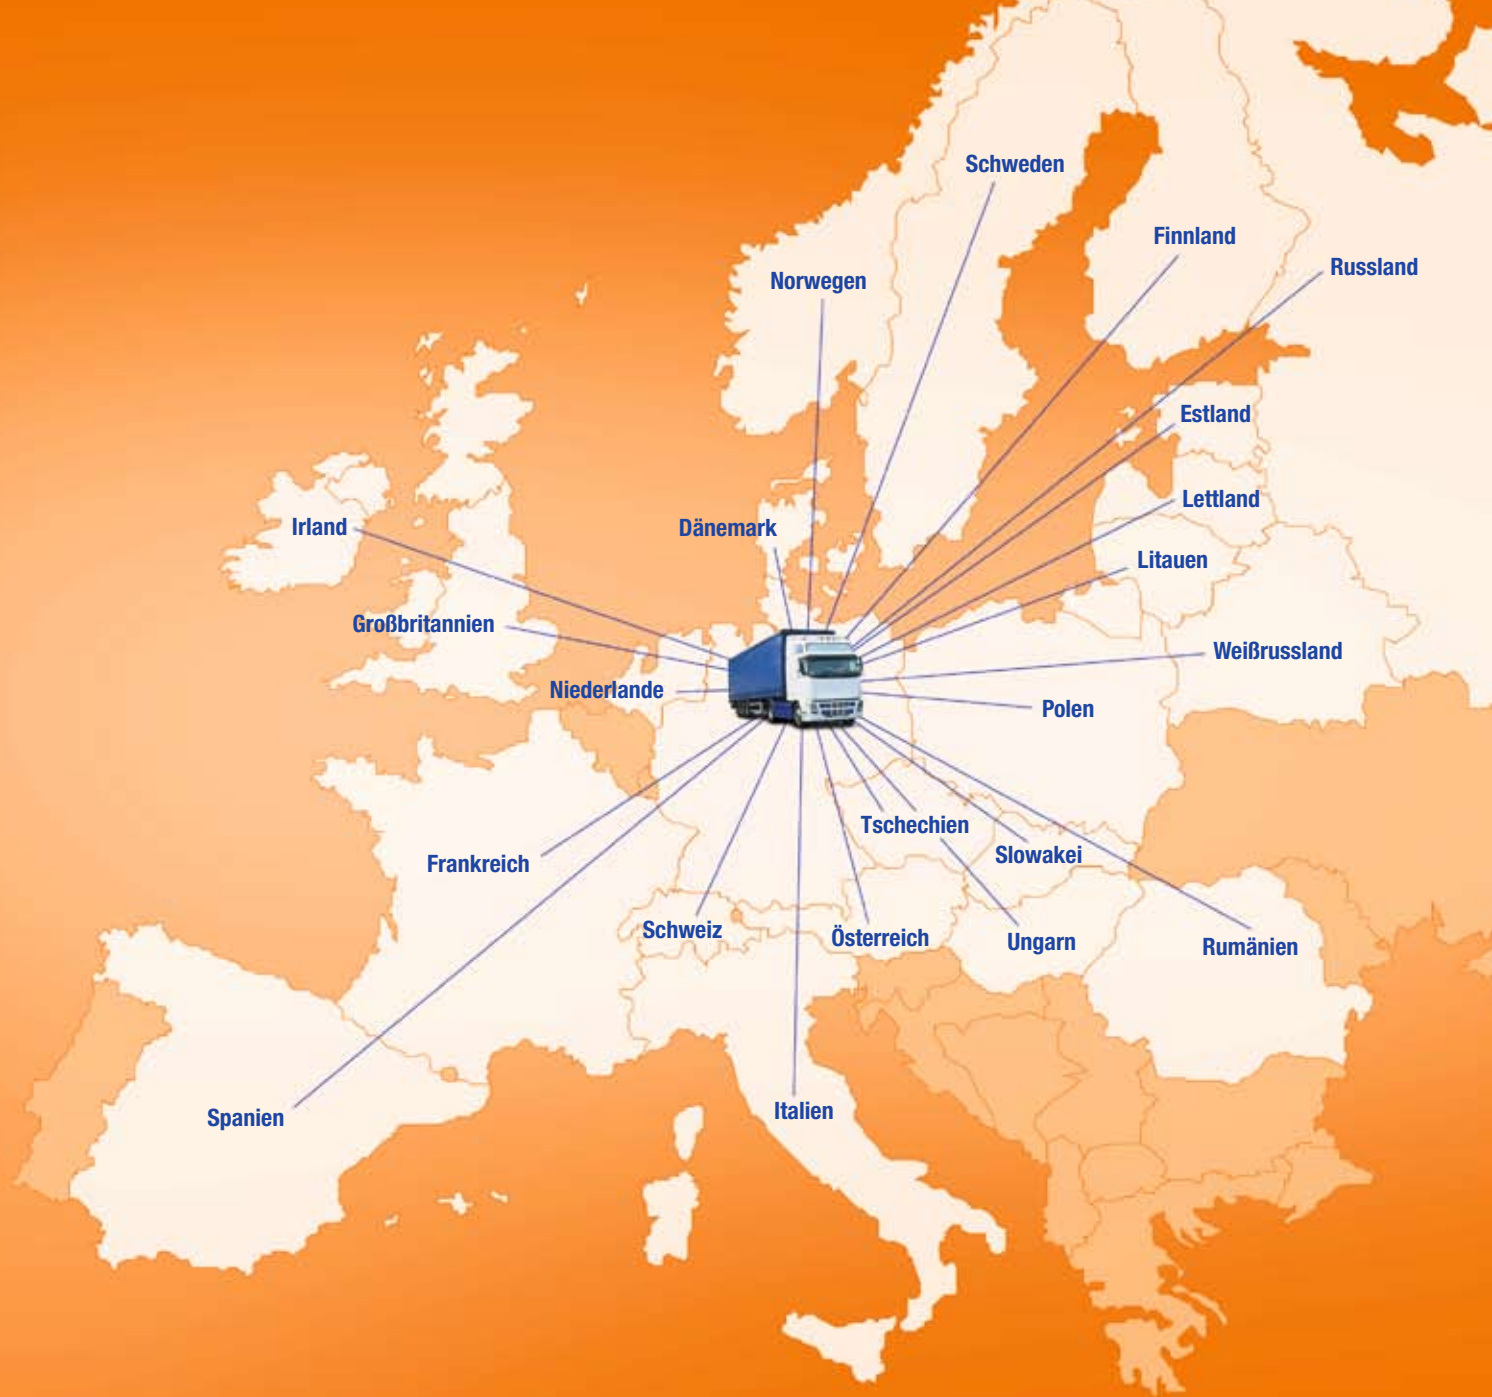 Schweden
Finnland
Russland
Norwegen
Estland
Lettland
Irland
Dänemark
Litauen
Großbritannien
Weißrussland
Niederlande
Polen
Tschechien
Slowakei
Frankreich
Schweiz
Österreich
Ungarn
Rumänien
Italien
Spanien